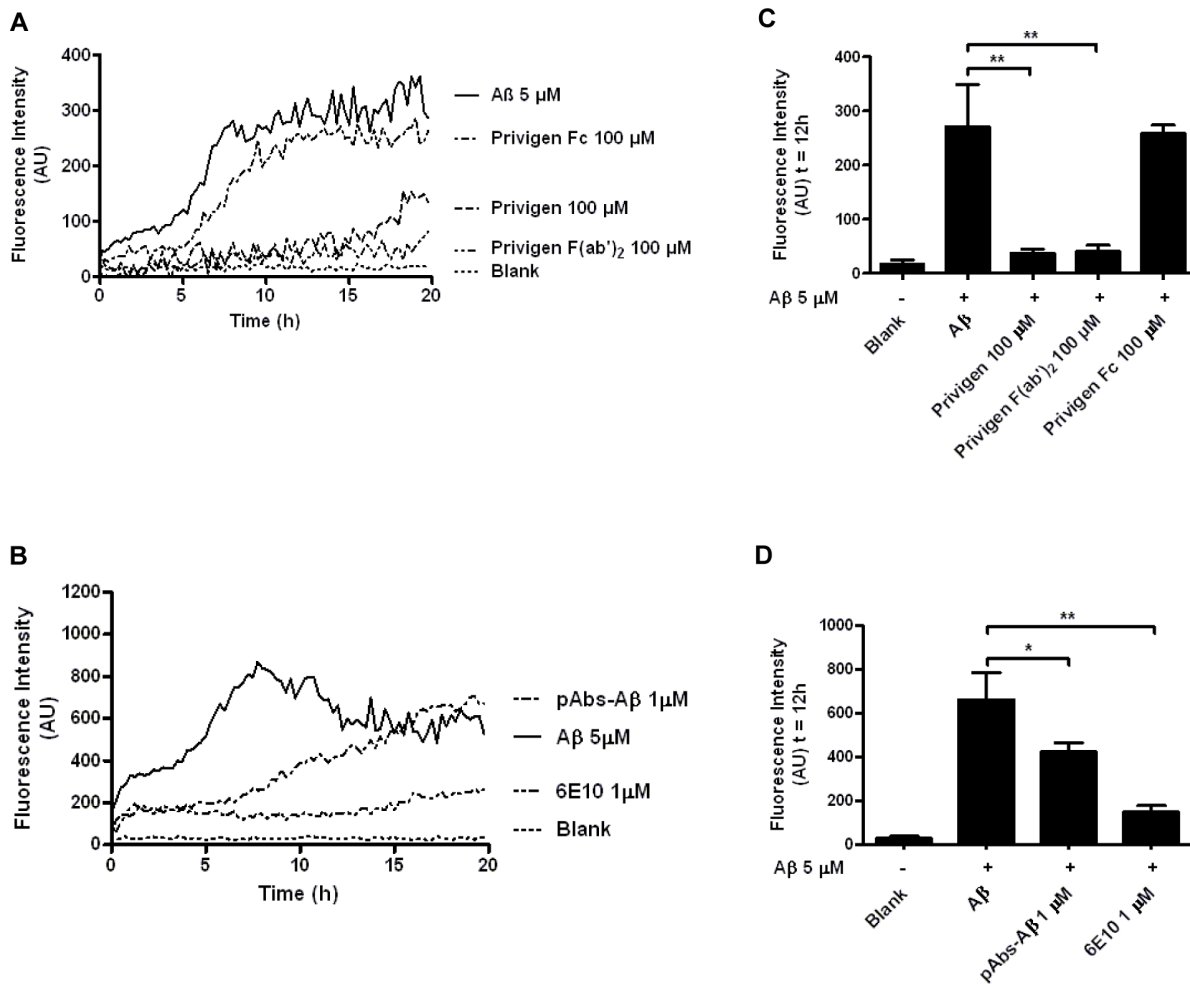 A
Fluorescence Intensity
(AU)
400
300
200
100
0
0 5 10 15 20
Time (h)
Aß 5 µM
Privigen Fc 100 µM
Privigen 100 µM
Privigen F(ab')2 100 µM
Blank
C
Fluorescence Intensity
(AU) t = 12h
400
300
200
100
0
**
**
Aβ 5 µM - + + + +
Blank
Aβ
Privigen 100 µM
Privigen F(ab')2 100 µM
Privigen Fc 100 µM
B
Fluorescence Intensity
(AU)
1200
1000
800
600
400
200
0
0 5 10 15 20
Time (h)
pAbs-Aβ 1µM
Aβ 5µM
6E10 1µM
Blank
D
Fluorescence Intensity
(AU) t = 12h
1000
800
600
400
200
0
**
*
Aβ 5 µM - + + +
Blank
Aβ
pAbs-Aβ 1 µM
6E10 1 µM